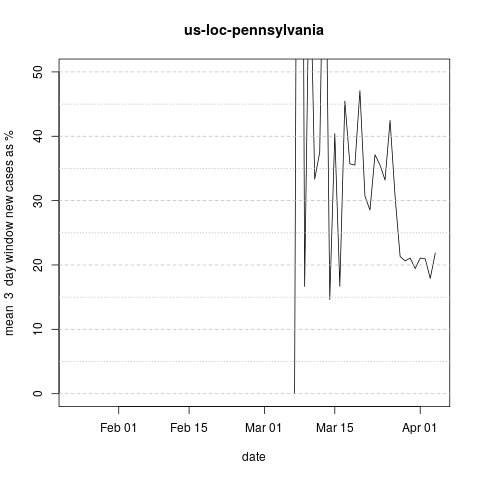 us-loc-pennsylvania
mean 3 day window new cases as %
50
40
30
20
10
0
Feb 01 Feb 15 Mar 01 Mar 15 Apr 01
date